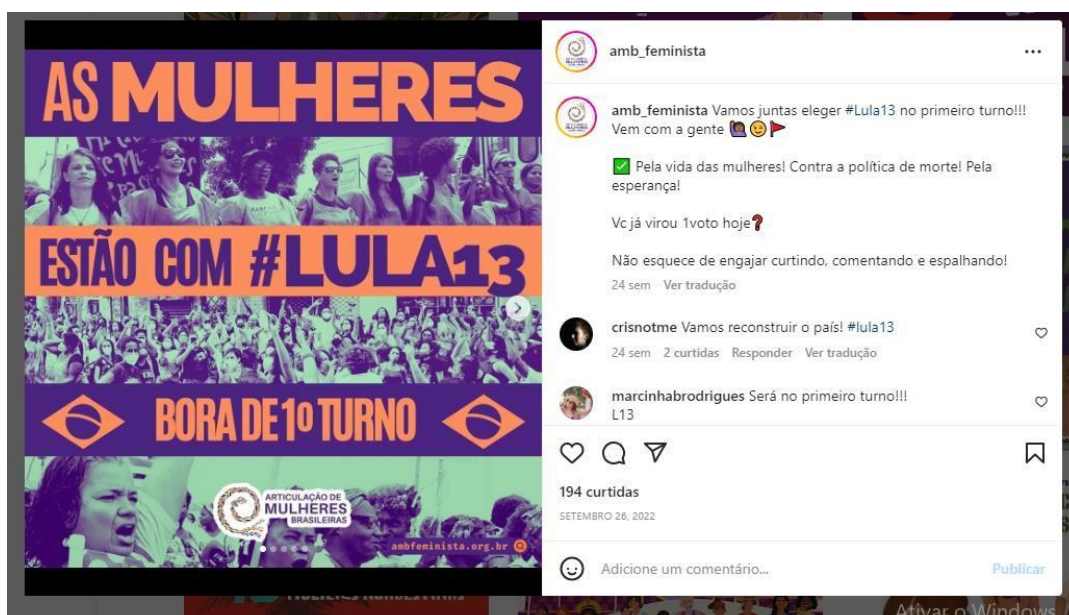 AS MULHERES
ESTÃO COM #LULA13
BORA DE 1º TURNO
ARTICULAÇÃO DE
MULHERES
BRASILEIRAS
ambfeminista.org.br
amb_feminista
amb_feminista Vamos juntas eleger #Lula13 no primeiro turno!!!
Vem com a gente 🙋🏾‍♀️😉🚩
✅ Pela vida das mulheres! Contra a política de morte! Pela
esperança!
Vc já virou 1voto hoje❓
Não esquece de engajar curtindo, comentando e espalhando!
24 sem Ver tradução
crisnotme Vamos reconstruir o país! #lula13
24 sem 2 curtidas Responder Ver tradução
marcinhabrodrigues Será no primeiro turno!!!
L13
194 curtidas
SETEMBRO 26, 2022
Adicione um comentário... Publicar
Ativar o Windows